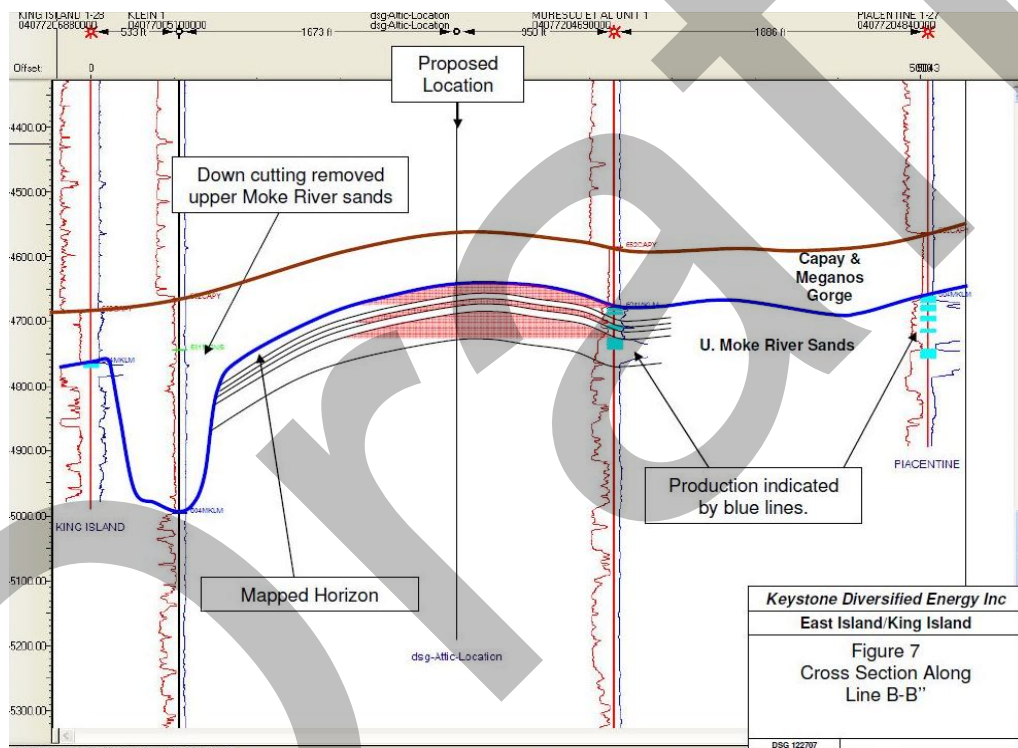 KING ISLAND 1-28
04077206880000
KLEIN 1
04077005100000
dsg-Attic-Location
dsg-Attic-Location
MORESCO ET AL UNIT 1
04077204690000
PIACENTINE 1-27
04077204840000
533 ft
1673 ft
950 ft
1886 ft
Offset:
0
Proposed
Location
-4400.00
-4500.00
-4600.00
-4700.00
-4800.00
-4900.00
-5000.00
-5100.00
-5200.00
-5300.00
Down cutting removed
upper Moke River sands
Capay &
Meganos
Gorge
U. Moke River Sands
Production indicated
by blue lines.
Mapped Horizon
KING ISLAND
PIACENTINE
dsg-Attic-Location
Keystone Diversified Energy Inc
East Island/King Island
Figure 7
Cross Section Along
Line B-B''
DSG 122707